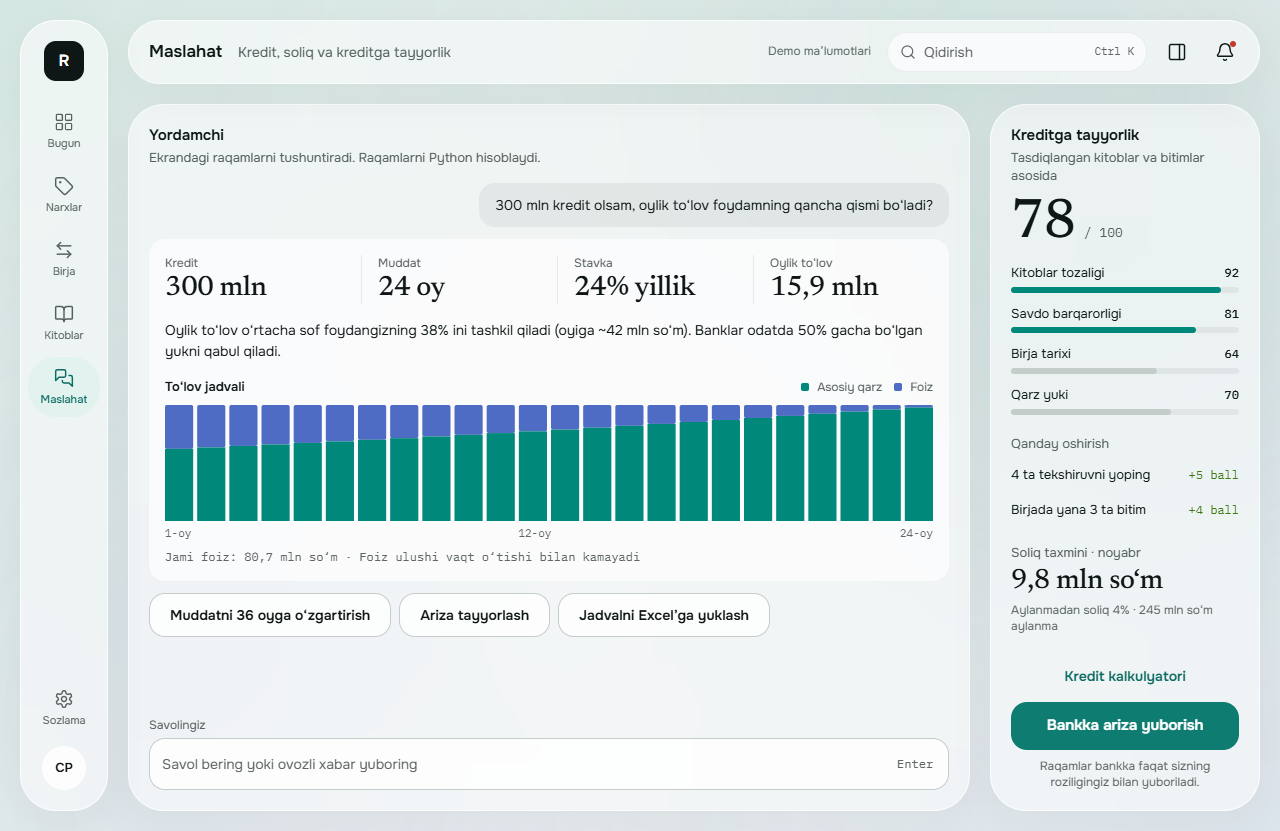 R
Bugun
Narxlar
Birja
Kitoblar
Maslahat
Sozlama
CP
Maslahat
Kredit, soliq va kreditga tayyorlik
Demo maʼlumotlari
Qidirish
Ctrl K
Yordamchi
Ekrandagi raqamlarni tushuntiradi. Raqamlarni Python hisoblaydi.
300 mln kredit olsam, oylik toʻlov foydamning qancha qismi boʻladi?
Kredit
300 mln
Muddat
24 oy
Stavka
24% yillik
Oylik toʻlov
15,9 mln
Oylik toʻlov oʻrtacha sof foydangizning 38% ini tashkil qiladi (oyiga ~42 mln soʻm). Banklar odatda 50% gacha boʻlgan
yukni qabul qiladi.
Toʻlov jadvali
Asosiy qarz
Foiz
1-oy
12-oy
24-oy
Jami foiz: 80,7 mln soʻm · Foiz ulushi vaqt oʻtishi bilan kamayadi
Muddatni 36 oyga oʻzgartirish
Ariza tayyorlash
Jadvalni Excel’ga yuklash
Savolingiz
Savol bering yoki ovozli xabar yuboring
Enter
Kreditga tayyorlik
Tasdiqlangan kitoblar va bitimlar
asosida
78 / 100
Kitoblar tozaligi 92
Savdo barqarorligi 81
Birja tarixi 64
Qarz yuki 70
Qanday oshirish
4 ta tekshiruvni yoping +5 ball
Birjada yana 3 ta bitim +4 ball
Soliq taxmini · noyabr
9,8 mln soʻm
Aylanmadan soliq 4% · 245 mln soʻm
aylanma
Kredit kalkulyatori
Bankka ariza yuborish
Raqamlar bankka faqat sizning
roziligingiz bilan yuboriladi.